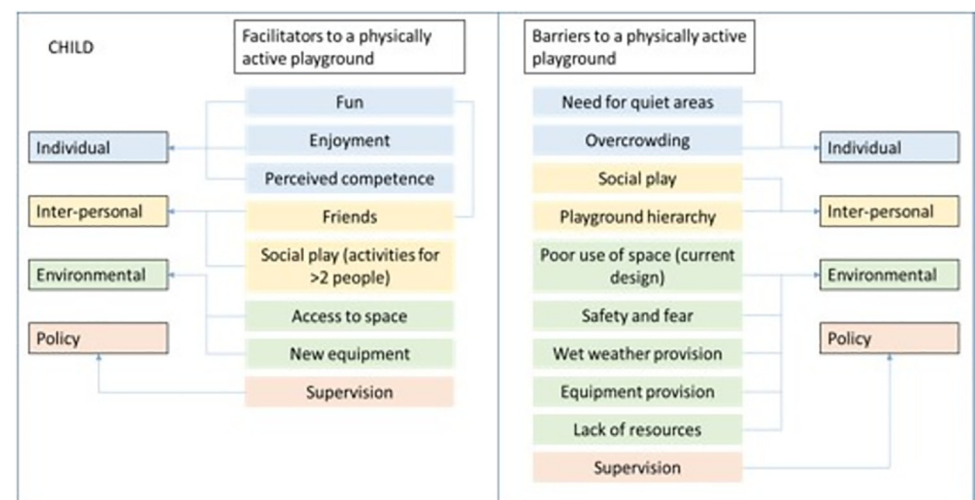 CHILD
Facilitators to a physically
active playground
Fun
Enjoyment
Perceived competence
Friends
Social play (activities for
>2 people)
Access to space
New equipment
Supervision
Individual
Inter-personal
Environmental
Policy
Barriers to a physically active
playground
Need for quiet areas
Overcrowding
Social play
Playground hierarchy
Poor use of space (current
design)
Safety and fear
Wet weather provision
Equipment provision
Lack of resources
Supervision
Individual
Inter-personal
Environmental
Policy